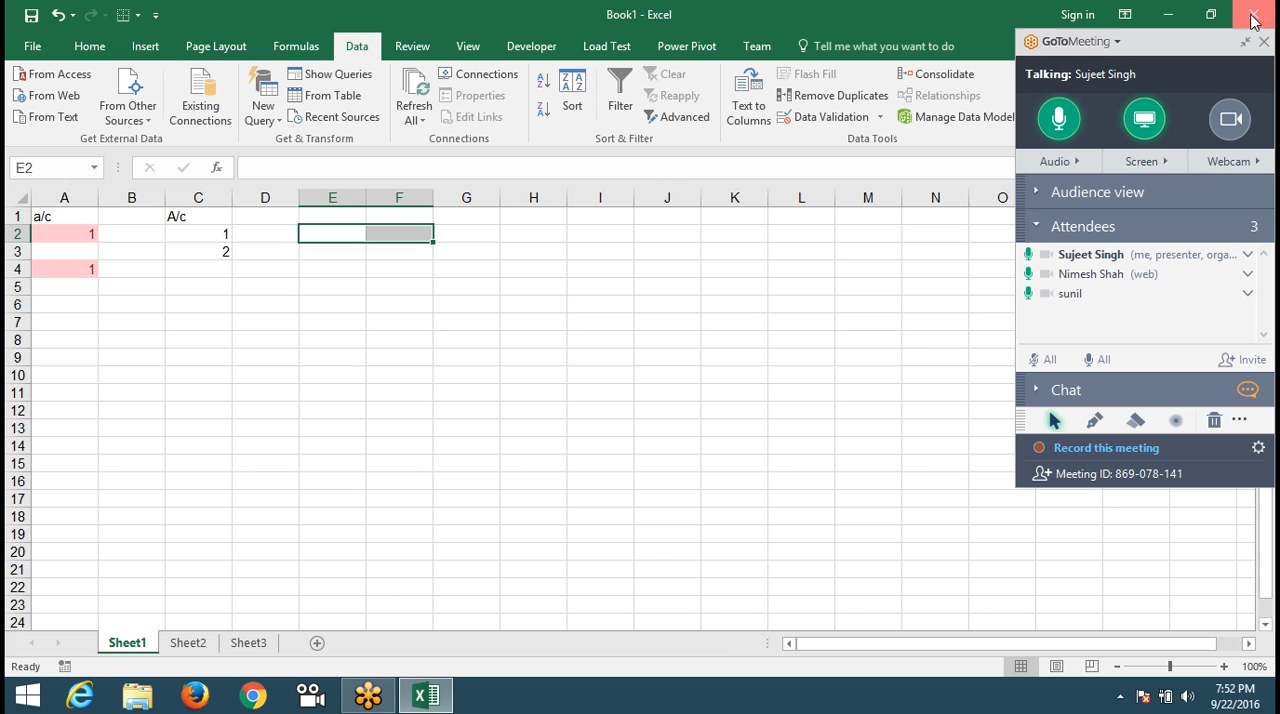 Book1 - Excel
Sign in
File Home Insert Page Layout Formulas Data Review View Developer Load Test Power Pivot Team Tell me what you want to do
From Access
From Web
From Text
From Other Sources
Existing Connections
Get External Data
New Query
Show Queries
From Table
Recent Sources
Get & Transform
Refresh All
Connections
Properties
Edit Links
Connections
Sort
Filter
Clear
Reapply
Advanced
Sort & Filter
Text to Columns
Flash Fill
Remove Duplicates
Data Validation
Consolidate
Relationships
Manage Data Model
Data Tools
E2
fx
A B C D E F G H I J K L M N O
1 a/c A/c
2 1 1
3 2
4 1
5
6
7
8
9
10
11
12
13
14
15
16
17
18
19
20
21
22
23
24
Sheet1 Sheet2 Sheet3
Ready
100%
GoToMeeting
Talking: Sujeet Singh
Audio Screen Webcam
Audience view
Attendees 3
Sujeet Singh (me, presenter, orga...
Nimesh Shah (web)
sunil
All All Invite
Chat
Record this meeting
Meeting ID: 869-078-141
7:52 PM
9/22/2016